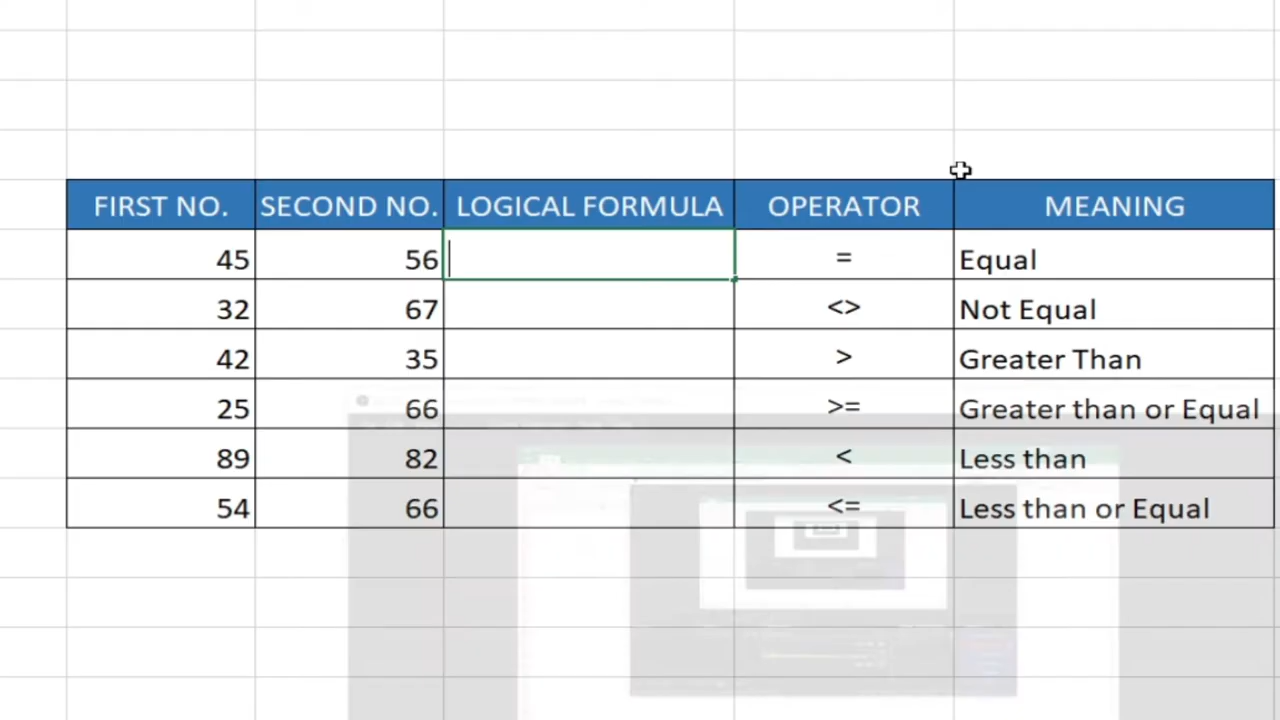 FIRST NO. SECOND NO. LOGICAL FORMULA OPERATOR MEANING
45 56 = Equal
32 67 <> Not Equal
42 35 > Greater Than
25 66 >= Greater than or Equal
89 82 < Less than
54 66 <= Less than or Equal